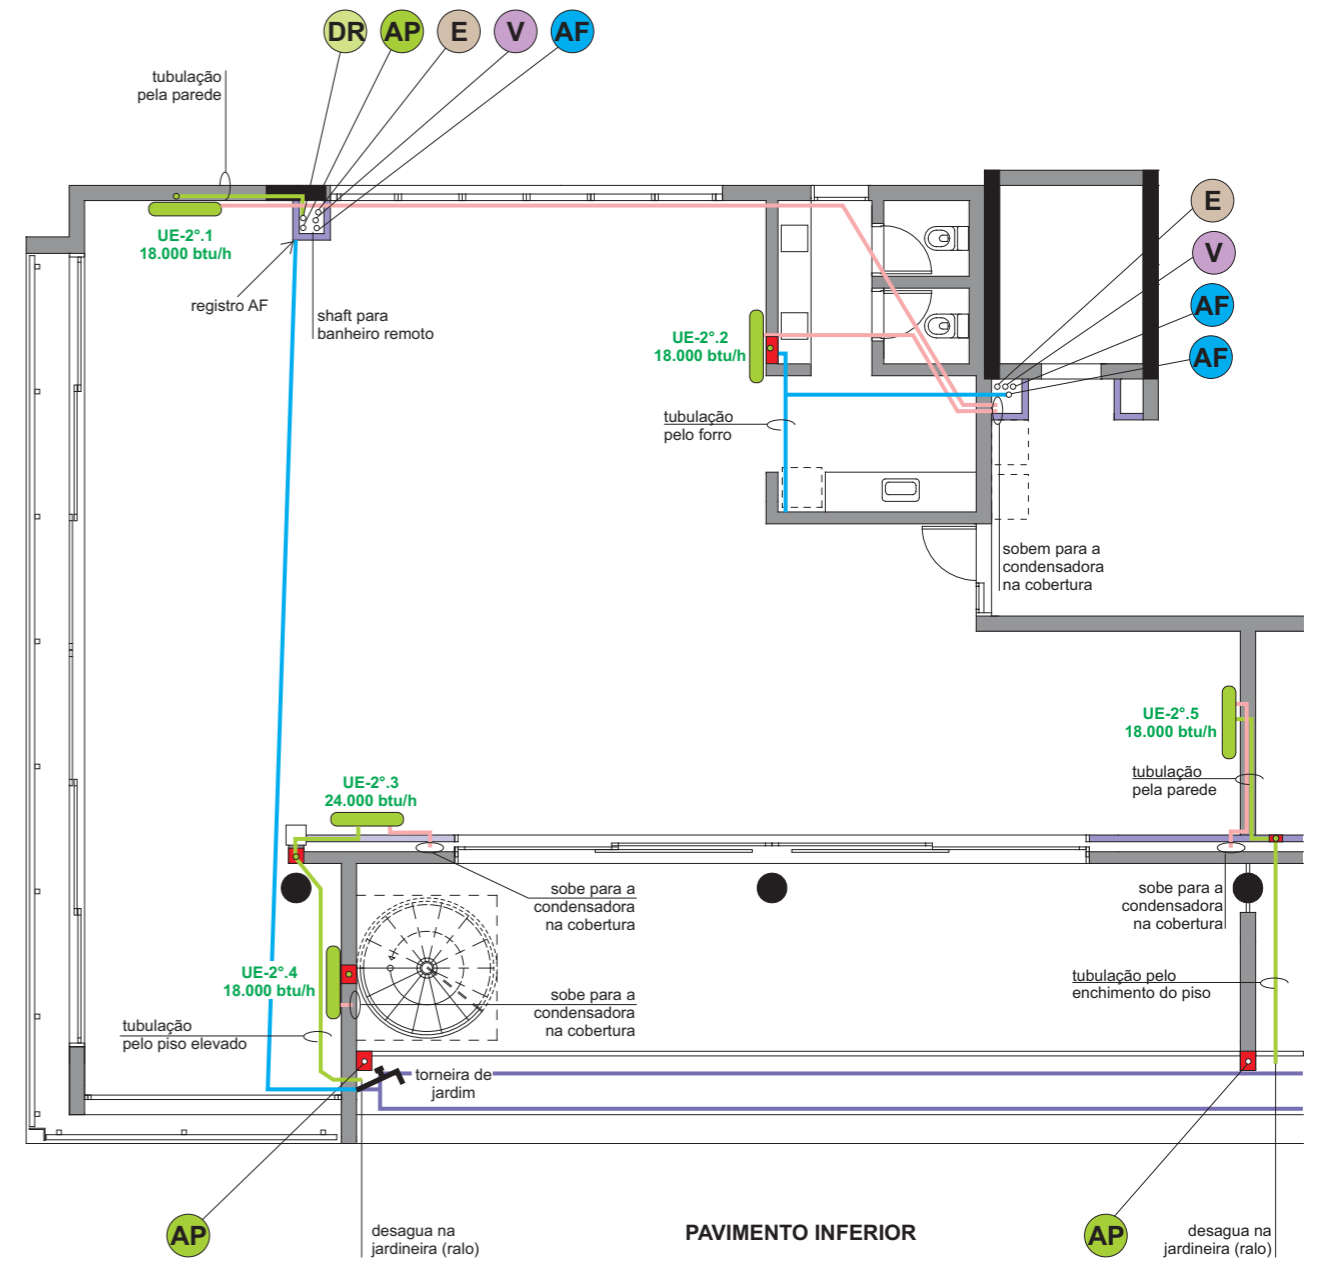 DR AP E V AF
tubulação
pela parede
UE-2°.1
18.000 btu/h
registro AF
shaft para
banheiro remoto
E
V
AF
AF
UE-2°.2
18.000 btu/h
tubulação
pelo forro
sobem para a
condensadora
na cobertura
UE-2°.5
18.000 btu/h
tubulação
pela parede
UE-2°.3
24.000 btu/h
sobe para a
condensadora
na cobertura
sobe para a
condensadora
na cobertura
UE-2°.4
18.000 btu/h
sobe para a
condensadora
na cobertura
tubulação pelo
enchimento do piso
tubulação
pelo piso elevado
torneira de
jardim
AP
desagua na
jardineira (ralo)
PAVIMENTO INFERIOR
AP
desagua na
jardineira (ralo)